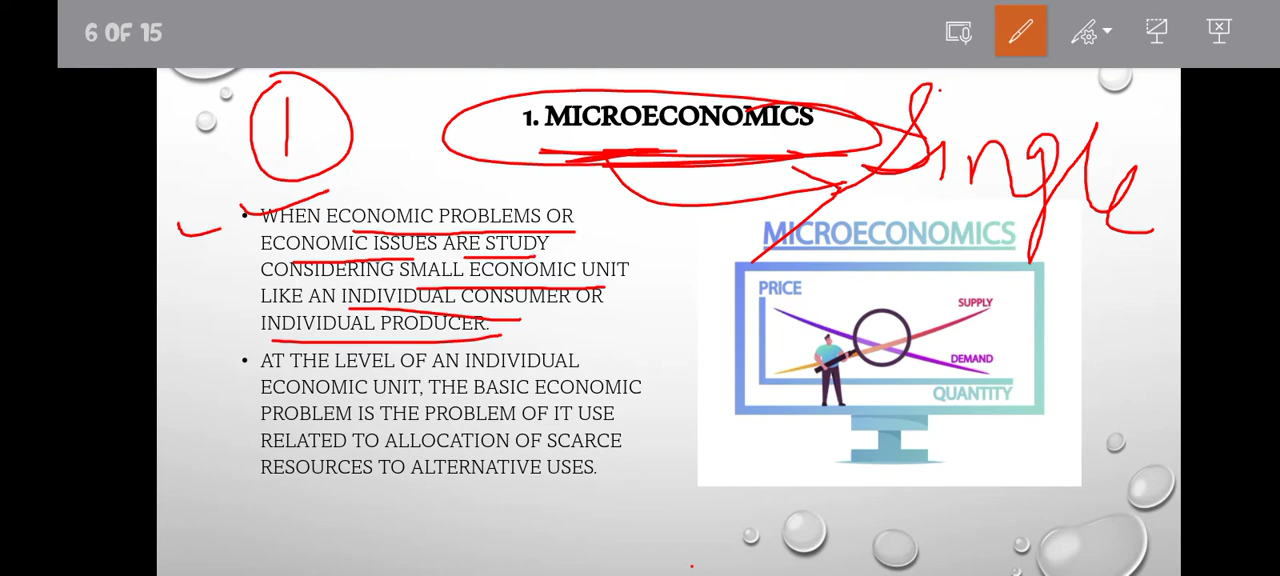 6 OF 15
1
1. MICROECONOMICS
Single
• WHEN ECONOMIC PROBLEMS OR
ECONOMIC ISSUES ARE STUDY
CONSIDERING SMALL ECONOMIC UNIT
LIKE AN INDIVIDUAL CONSUMER OR
INDIVIDUAL PRODUCER.
• AT THE LEVEL OF AN INDIVIDUAL
ECONOMIC UNIT, THE BASIC ECONOMIC
PROBLEM IS THE PROBLEM OF IT USE
RELATED TO ALLOCATION OF SCARCE
RESOURCES TO ALTERNATIVE USES.
MICROECONOMICS
PRICE
SUPPLY
DEMAND
QUANTITY